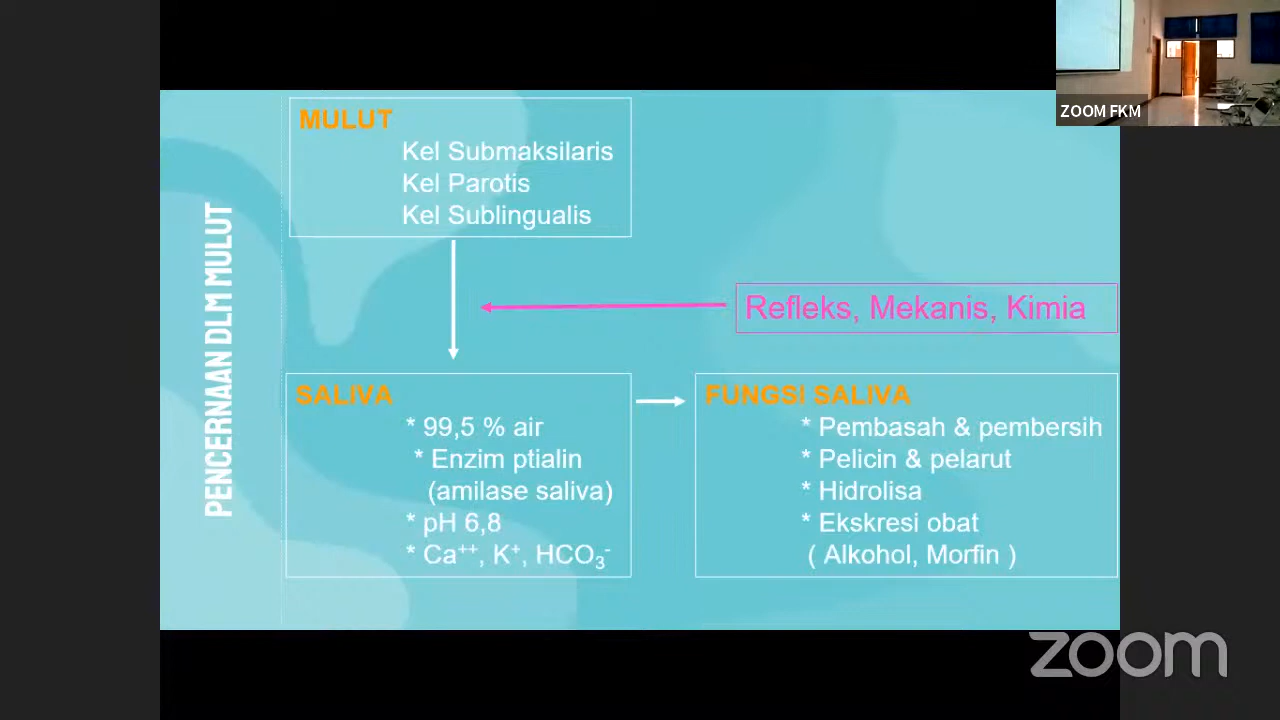 ZOOM FKM
PENCERNAAN DLM MULUT
MULUT
Kel Submaksilaris
Kel Parotis
Kel Sublingualis
Refleks, Mekanis, Kimia
SALIVA
* 99,5 % air
* Enzim ptialin
(amilase saliva)
* pH 6,8
* Ca⁺⁺, K⁺, HCO₃⁻
FUNGSI SALIVA
* Pembasah & pembersih
* Pelicin & pelarut
* Hidrolisa
* Ekskresi obat
( Alkohol, Morfin )
zoom